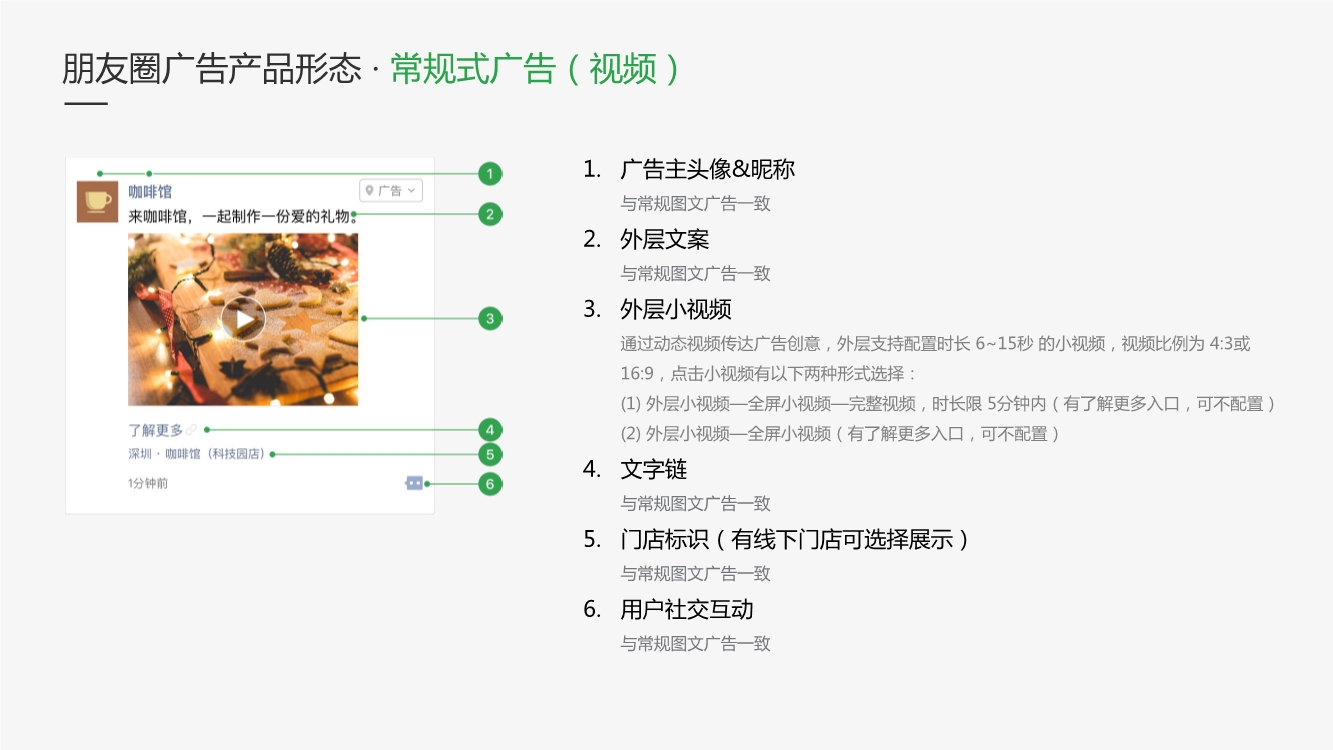 朋友圈广告产品形态 · 常规式广告（视频）
咖啡馆
广告
来咖啡馆，一起制作一份爱的礼物。
了解更多
深圳 · 咖啡馆（科技园店）
1分钟前
1
2
3
4
5
6
1. 广告主头像&昵称
与常规图文广告一致
2. 外层文案
与常规图文广告一致
3. 外层小视频
通过动态视频传达广告创意，外层支持配置时长 6~15秒 的小视频，视频比例为 4:3或
16:9，点击小视频有以下两种形式选择：
(1) 外层小视频—全屏小视频—完整视频，时长限 5分钟内（有了解更多入口，可不配置）
(2) 外层小视频—全屏小视频（有了解更多入口，可不配置）
4. 文字链
与常规图文广告一致
5. 门店标识（有线下门店可选择展示）
与常规图文广告一致
6. 用户社交互动
与常规图文广告一致